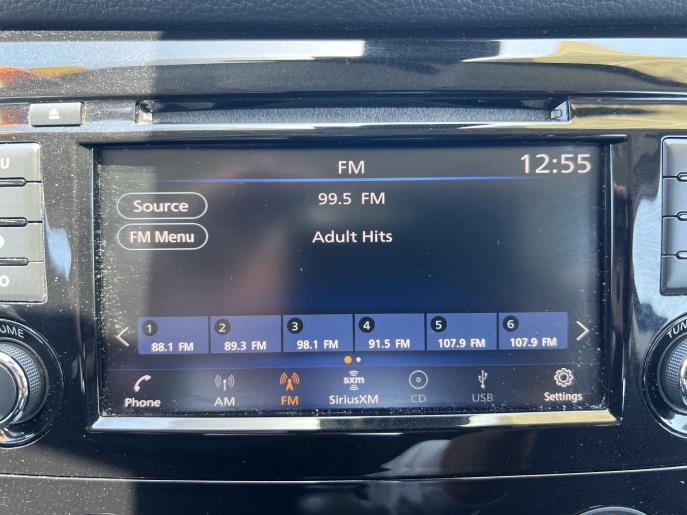 FM 12:55
Source
99.5 FM
FM Menu
Adult Hits
1 2 3 4 5 6
88.1 FM 89.3 FM 98.1 FM 91.5 FM 107.9 FM 107.9 FM
Phone AM FM SiriusXM CD USB Settings
sxm